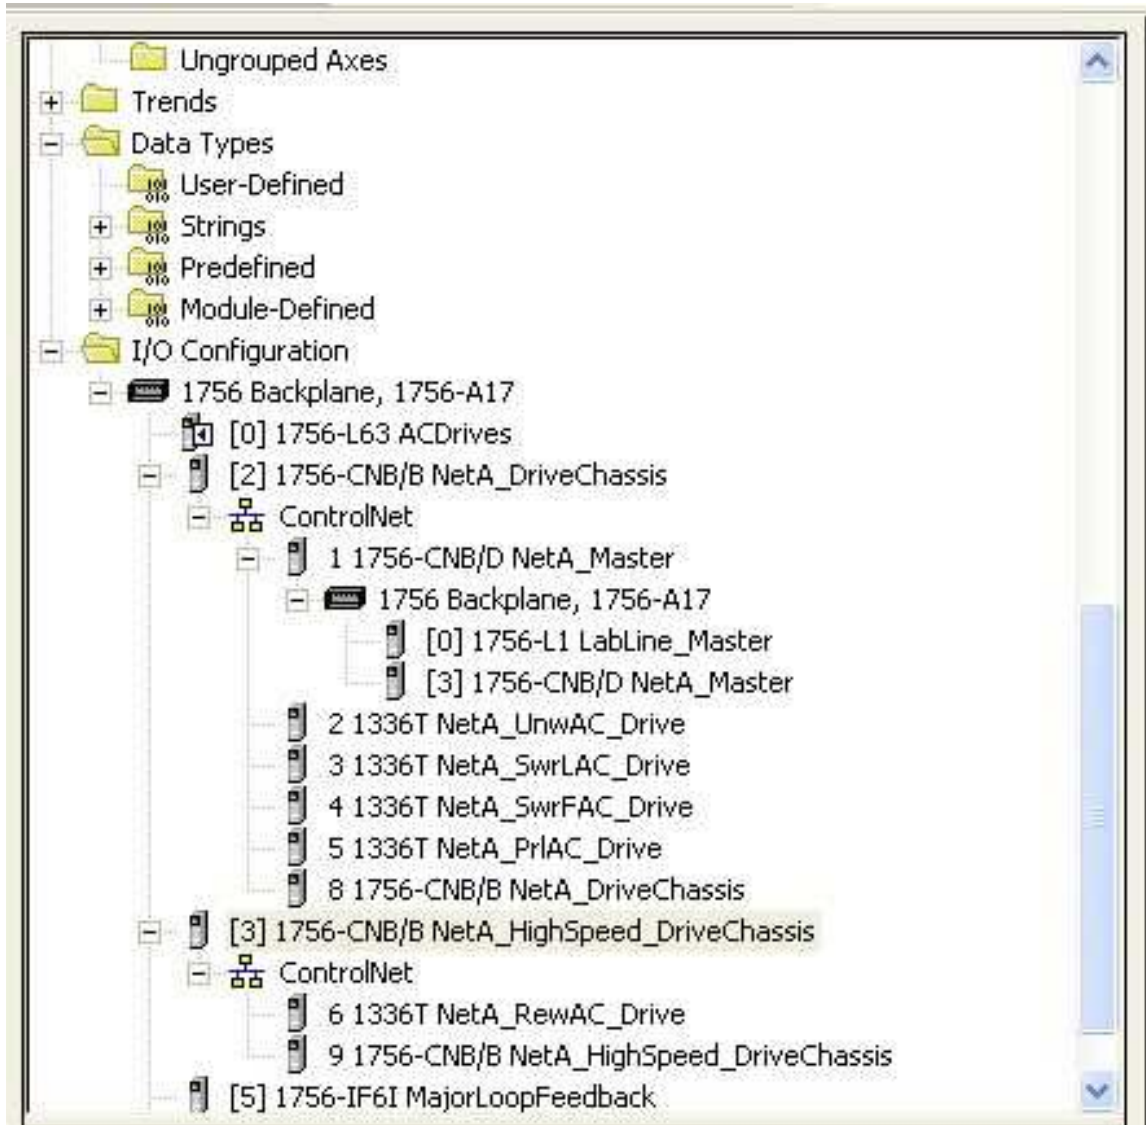 Ungrouped Axes
Trends
Data Types
User-Defined
Strings
Predefined
Module-Defined
I/O Configuration
1756 Backplane, 1756-A17
[0] 1756-L63 ACDrives
[2] 1756-CNB/B NetA_DriveChassis
ControlNet
1 1756-CNB/D NetA_Master
1756 Backplane, 1756-A17
[0] 1756-L1 LabLine_Master
[3] 1756-CNB/D NetA_Master
2 1336T NetA_UnwAC_Drive
3 1336T NetA_SwrLAC_Drive
4 1336T NetA_SwrFAC_Drive
5 1336T NetA_PrlAC_Drive
8 1756-CNB/B NetA_DriveChassis
[3] 1756-CNB/B NetA_HighSpeed_DriveChassis
ControlNet
6 1336T NetA_RewAC_Drive
9 1756-CNB/B NetA_HighSpeed_DriveChassis
[5] 1756-IF6I MajorLoopFeedback